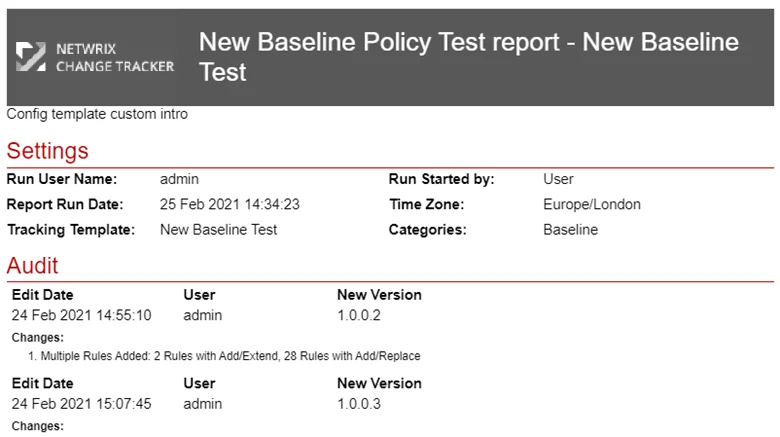 NETWRIX
CHANGE TRACKER
New Baseline Policy Test report - New Baseline
Test
Config template custom intro
Settings
Run User Name: admin Run Started by: User
Report Run Date: 25 Feb 2021 14:34:23 Time Zone: Europe/London
Tracking Template: New Baseline Test Categories: Baseline
Audit
Edit Date User New Version
24 Feb 2021 14:55:10 admin 1.0.0.2
Changes:
1. Multiple Rules Added: 2 Rules with Add/Extend, 28 Rules with Add/Replace
Edit Date User New Version
24 Feb 2021 15:07:45 admin 1.0.0.3
Changes: